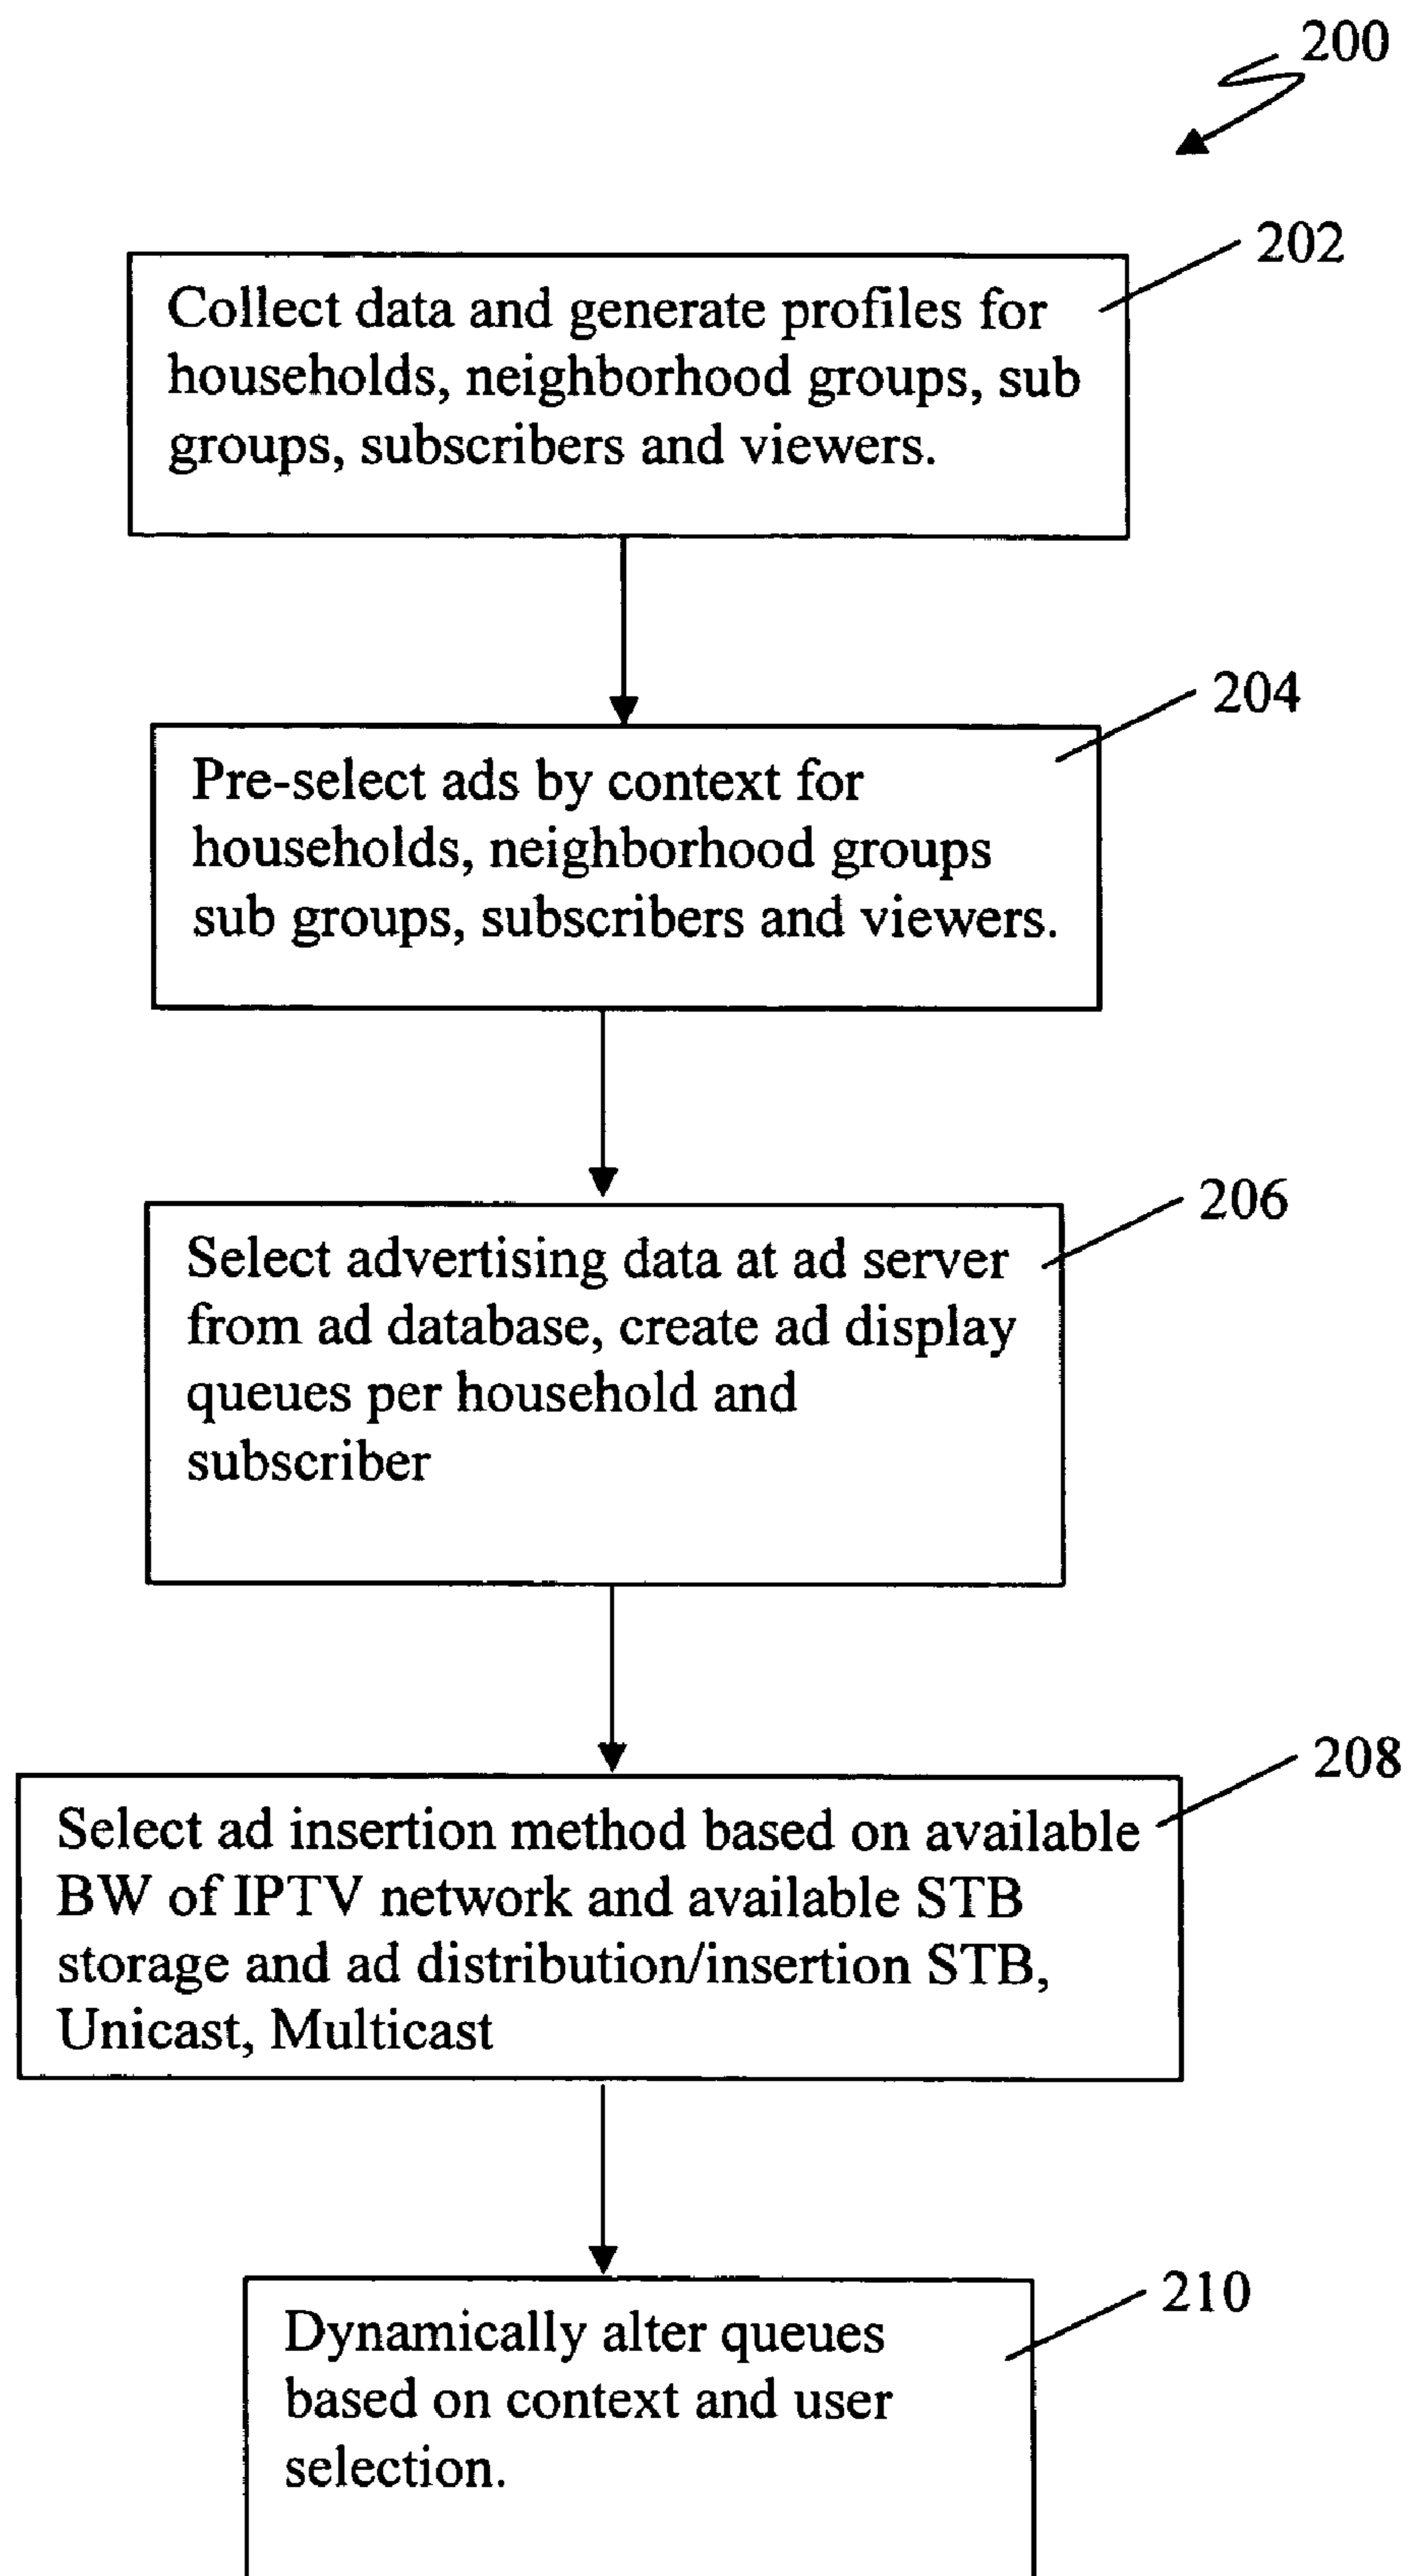 200
202
Collect data and generate profiles for
households, neighborhood groups, sub
groups, subscribers and viewers.
204
Pre-select ads by context for
households, neighborhood groups
sub groups, subscribers and viewers.
206
Select advertising data at ad server
from ad database, create ad display
queues per household and
subscriber
208
Select ad insertion method based on available
BW of IPTV network and available STB
storage and ad distribution/insertion STB,
Unicast, Multicast
210
Dynamically alter queues
based on context and user
selection.